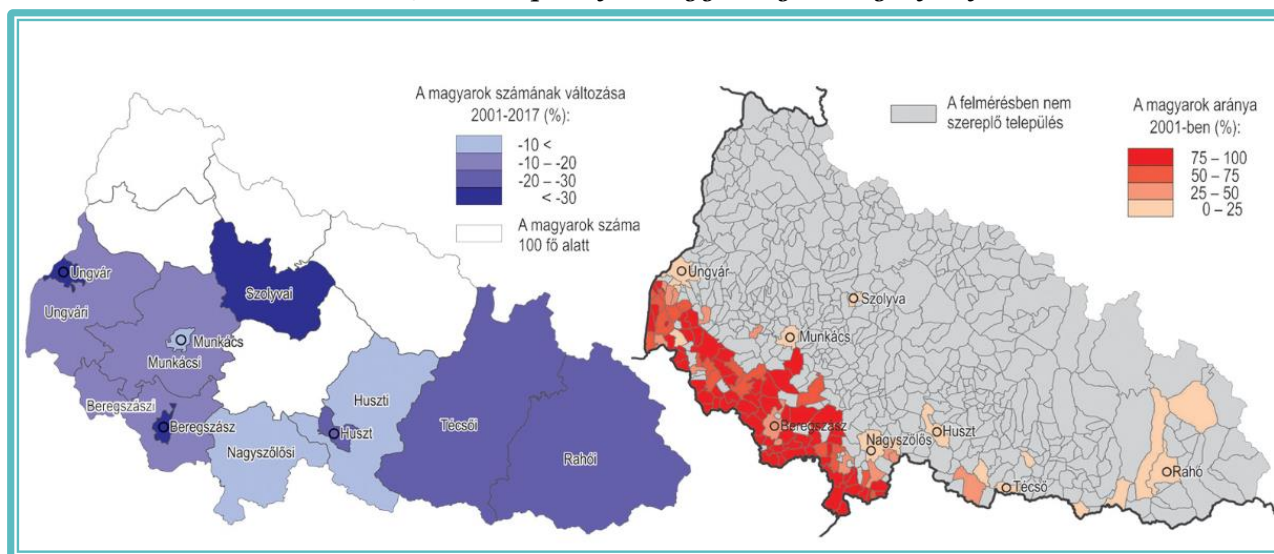 A magyarok számának változása
2001-2017 (%):
-10 <
-10 – -20
-20 – -30
< -30
A magyarok száma
100 fő alatt
Ungvár
Ungvári
Szolyvai
Munkács
Munkácsi
Beregszászi
Beregszász
Nagyszőlősi
Huszti
Huszt
Técsői
Rahói
A felmérésben nem
szereplő település
A magyarok aránya
2001-ben (%):
75 – 100
50 – 75
25 – 50
0 – 25
Ungvár
Szolyva
Munkács
Beregszász
Nagyszőlős
Huszt
Técső
Rahó